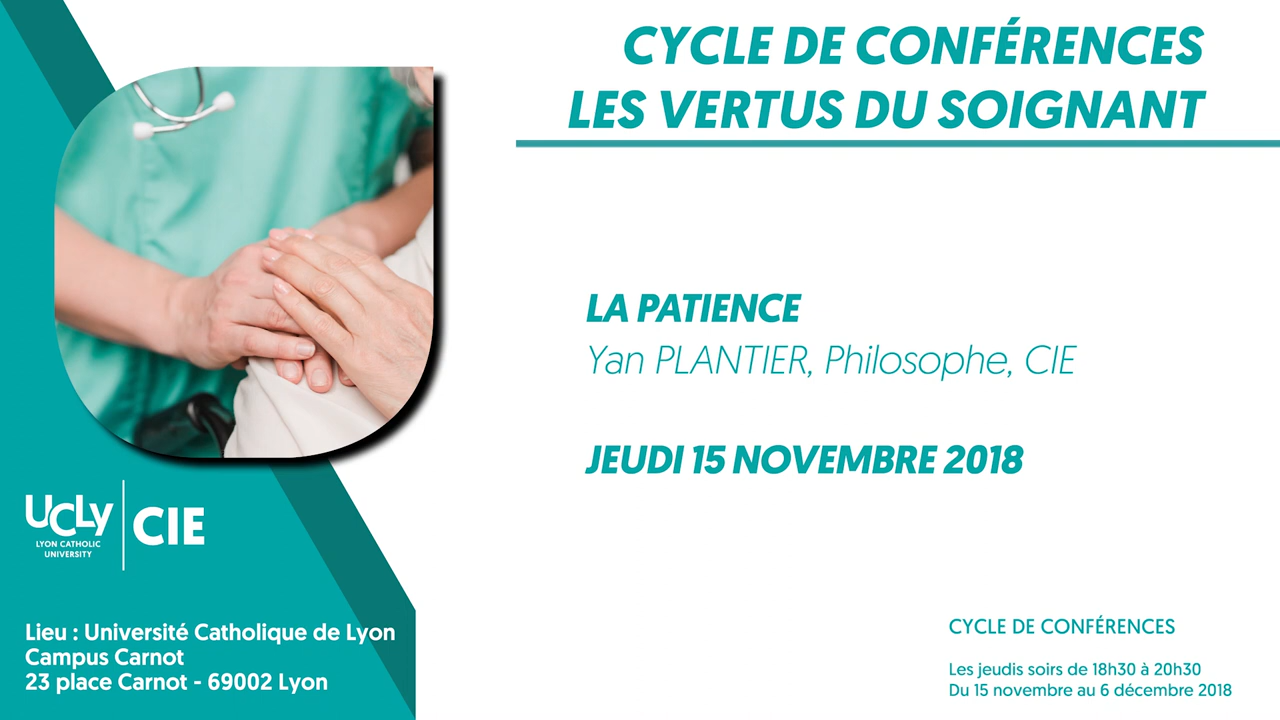 CYCLE DE CONFÉRENCES
LES VERTUS DU SOIGNANT
LA PATIENCE
Yan PLANTIER, Philosophe, CIE
JEUDI 15 NOVEMBRE 2018
UCLy CIE
LYON CATHOLIC
UNIVERSITY
Lieu : Université Catholique de Lyon
Campus Carnot
23 place Carnot - 69002 Lyon
CYCLE DE CONFÉRENCES
Les jeudis soirs de 18h30 à 20h30
Du 15 novembre au 6 décembre 2018